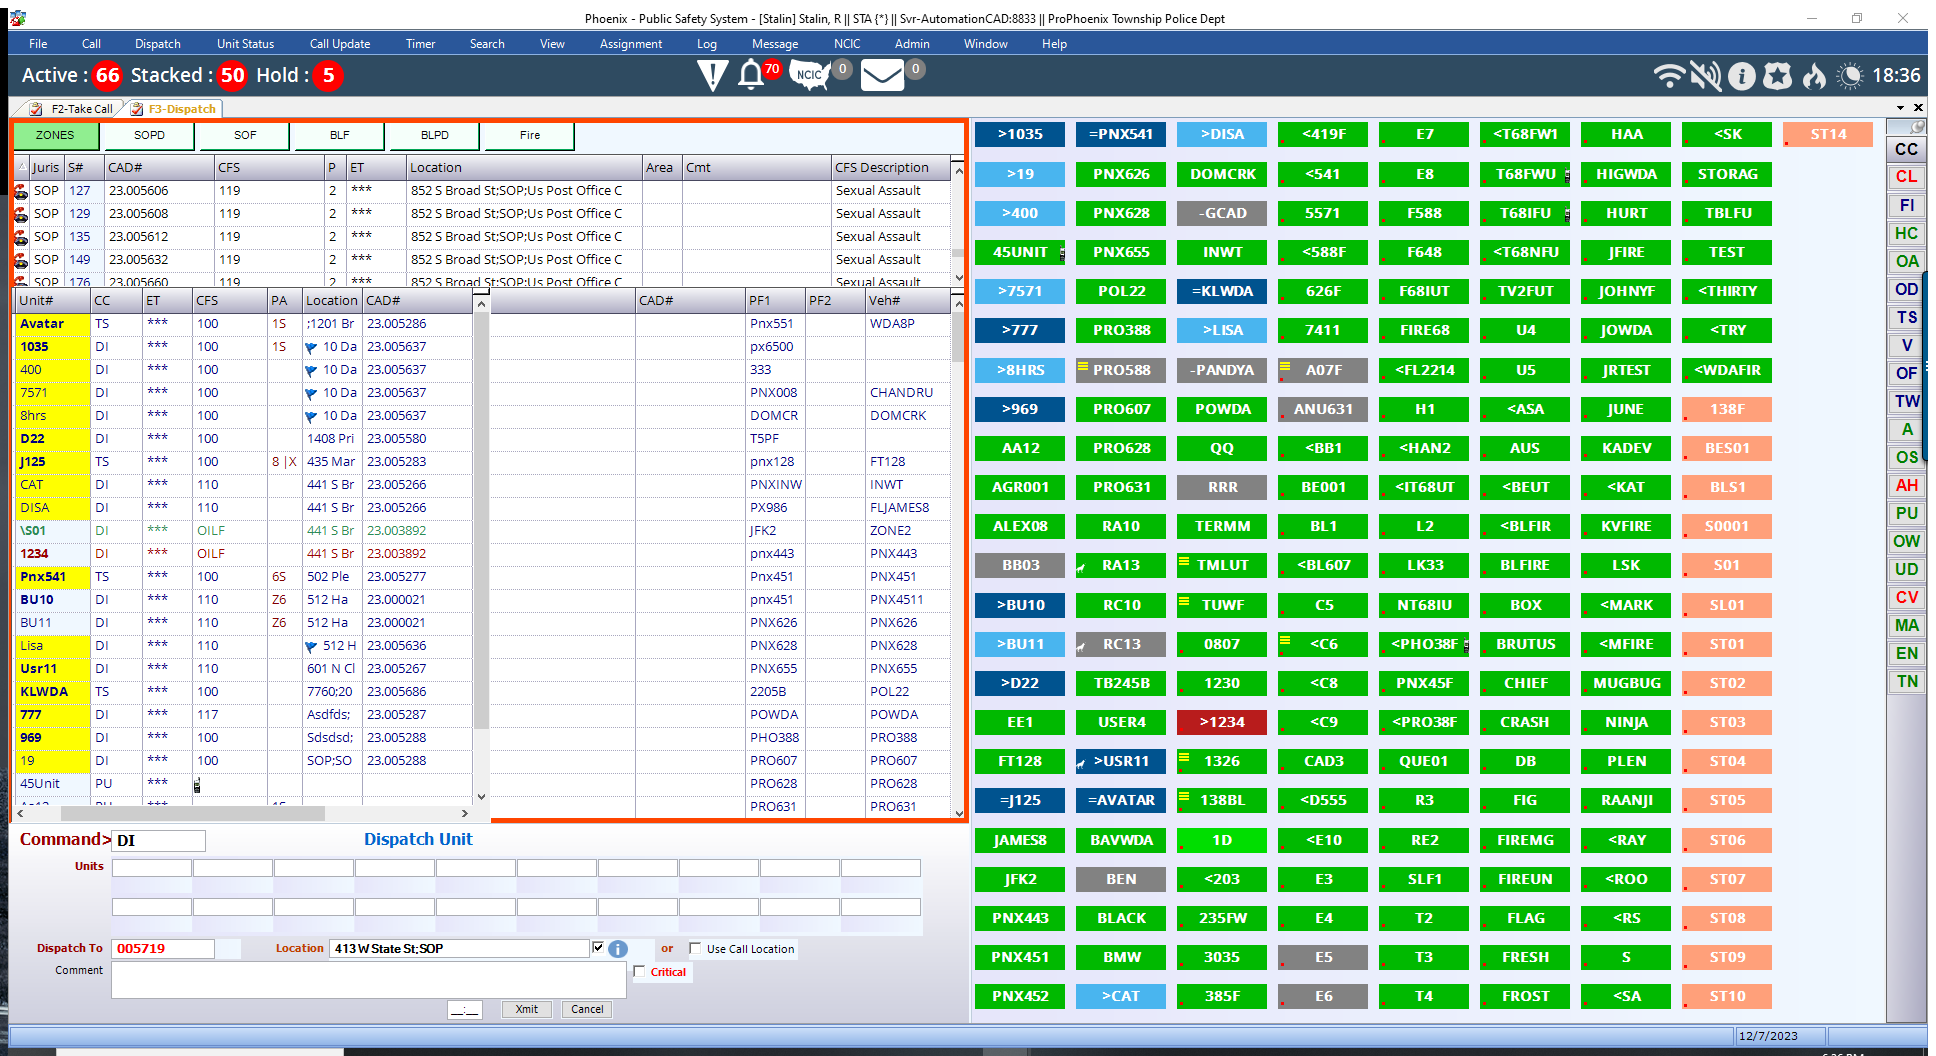 Phoenix - Public Safety System - [Stalin] Stalin, R || STA {*} || Svr-AutomationCAD:8833 || ProPhoenix Township Police Dept
File Call Dispatch Unit Status Call Update Timer Search View Assignment Log Message NCIC Admin Window Help
Active : 66 Stacked : 50 Hold : 5 70 NCIC 0 0 18:36
F2-Take Call F3-Dispatch
ZONES SOPD SOF BLF BLPD Fire
Juris S# CAD# CFS P ET Location Area Cmt CFS Description
SOP 127 23.005606 119 2 *** 852 S Broad St;SOP;Us Post Office C Sexual Assault
SOP 129 23.005608 119 2 *** 852 S Broad St;SOP;Us Post Office C Sexual Assault
SOP 135 23.005612 119 2 *** 852 S Broad St;SOP;Us Post Office C Sexual Assault
SOP 149 23.005632 119 2 *** 852 S Broad St;SOP;Us Post Office C Sexual Assault
SOP 176 23.005660 119 2 *** 852 S Broad St;SOP;Us Post Office C Sexual Assault
Unit# CC ET CFS PA Location CAD# CAD# PF1 PF2 Veh#
Avatar TS *** 100 1S ;1201 Br 23.005286 Pnx551 WDA8P
1035 DI *** 100 1S 10 Da 23.005637 px6500
400 DI *** 100 10 Da 23.005637 333
7571 DI *** 100 10 Da 23.005637 PNX008 CHANDRU
8hrs DI *** 100 10 Da 23.005637 DOMCR DOMCRK
D22 DI *** 100 1408 Pri 23.005580 T5PF
J125 TS *** 100 8 |X 435 Mar 23.005283 pnx128 FT128
CAT DI *** 110 441 S Br 23.005266 PNXINW INWT
DISA DI *** 110 441 S Br 23.005266 PX986 FLJAMES8
\S01 DI *** OILF 441 S Br 23.003892 JFK2 ZONE2
1234 DI *** OILF 441 S Br 23.003892 pnx443 PNX443
Pnx541 TS *** 100 6S 502 Ple 23.005277 Pnx451 PNX451
BU10 DI *** 110 Z6 512 Ha 23.000021 pnx451 PNX4511
BU11 DI *** 110 Z6 512 Ha 23.000021 PNX626 PNX626
Lisa DI *** 110 512 H 23.005636 PNX628 PNX628
Usr11 DI *** 110 601 N Cl 23.005267 PNX655 PNX655
KLWDA TS *** 100 7760;20 23.005686 2205B POL22
777 DI *** 117 Asdfds; 23.005287 POWDA POWDA
969 DI *** 100 Sdsdsd; 23.005288 PHO388 PRO388
19 DI *** 100 SOP;SO 23.005288 PRO607 PRO607
45Unit PU *** PRO628 PRO628
PRO631 PRO631
Command> DI Dispatch Unit
Units
Dispatch To 005719 Location 413 W State St;SOP or Use Call Location
Comment Critical
__:__ Xmit Cancel
>1035 =PNX541 >DISA <419F E7 <T68FW1 HAA <SK ST14
>19 PNX626 DOMCRK <541 E8 T68FWU HIGWDA STORAG
>400 PNX628 -GCAD 5571 F588 T68IFU HURT TBLFU
45UNIT PNX655 INWT <588F F648 <T68NFU JFIRE TEST
>7571 POL22 =KLWDA 626F F68IUT TV2FUT JOHNYF <THIRTY
>777 PRO388 >LISA 7411 FIRE68 U4 JOWDA <TRY
>8HRS PRO588 -PANDYA A07F <FL2214 U5 JRTEST <WDAFIR
>969 PRO607 POWDA ANU631 H1 <ASA JUNE 138F
AA12 PRO628 QQ <BB1 <HAN2 AUS KADEV BES01
AGR001 PRO631 RRR BE001 <IT68UT <BEUT <KAT BLS1
ALEX08 RA10 TERMM BL1 L2 <BLFIR KVFIRE S0001
BB03 RA13 TMLUT <BL607 LK33 BLFIRE LSK S01
>BU10 RC10 TUWF C5 NT68IU BOX <MARK SL01
>BU11 RC13 0807 <C6 <PHO38F BRUTUS <MFIRE ST01
>D22 TB245B 1230 <C8 PNX45F CHIEF MUGBUG ST02
EE1 USER4 >1234 <C9 <PRO38F CRASH NINJA ST03
FT128 >USR11 1326 CAD3 QUE01 DB PLEN ST04
=J125 =AVATAR 138BL <D555 R3 FIG RAANJI ST05
JAMES8 BAVWDA 1D <E10 RE2 FIREMG <RAY ST06
JFK2 BEN <203 E3 SLF1 FIREUN <ROO ST07
PNX443 BLACK 235FW E4 T2 FLAG <RS ST08
PNX451 BMW 3035 E5 T3 FRESH S ST09
PNX452 >CAT 385F E6 T4 FROST <SA ST10
CC
CL
FI
HC
OA
OD
TS
V
OF
TW
A
OS
AH
PU
OW
UD
CV
MA
EN
TN
12/7/2023